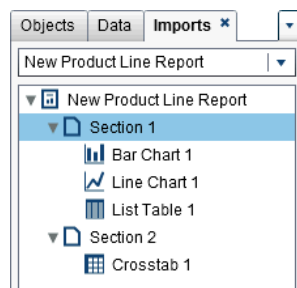 Objects Data Imports
New Product Line Report
New Product Line Report
Section 1
Bar Chart 1
Line Chart 1
List Table 1
Section 2
Crosstab 1